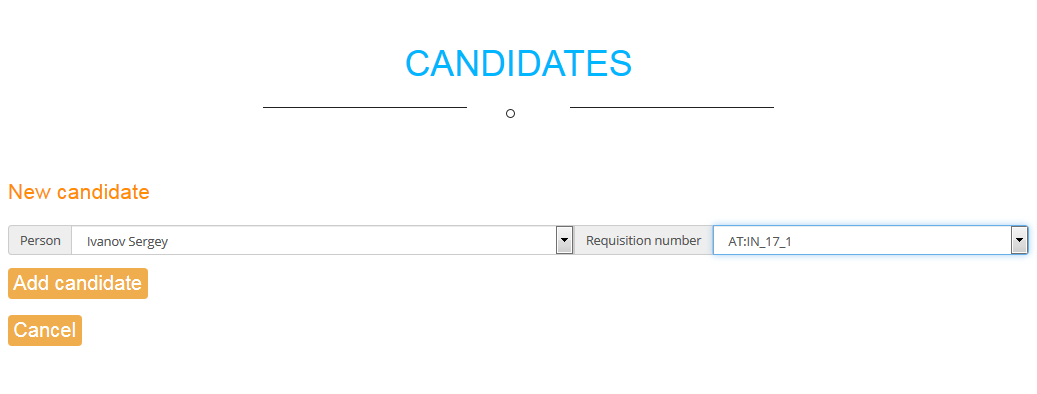 CANDIDATES
New candidate
Person Ivanov Sergey Requisition number AT:IN_17_1
Add candidate
Cancel